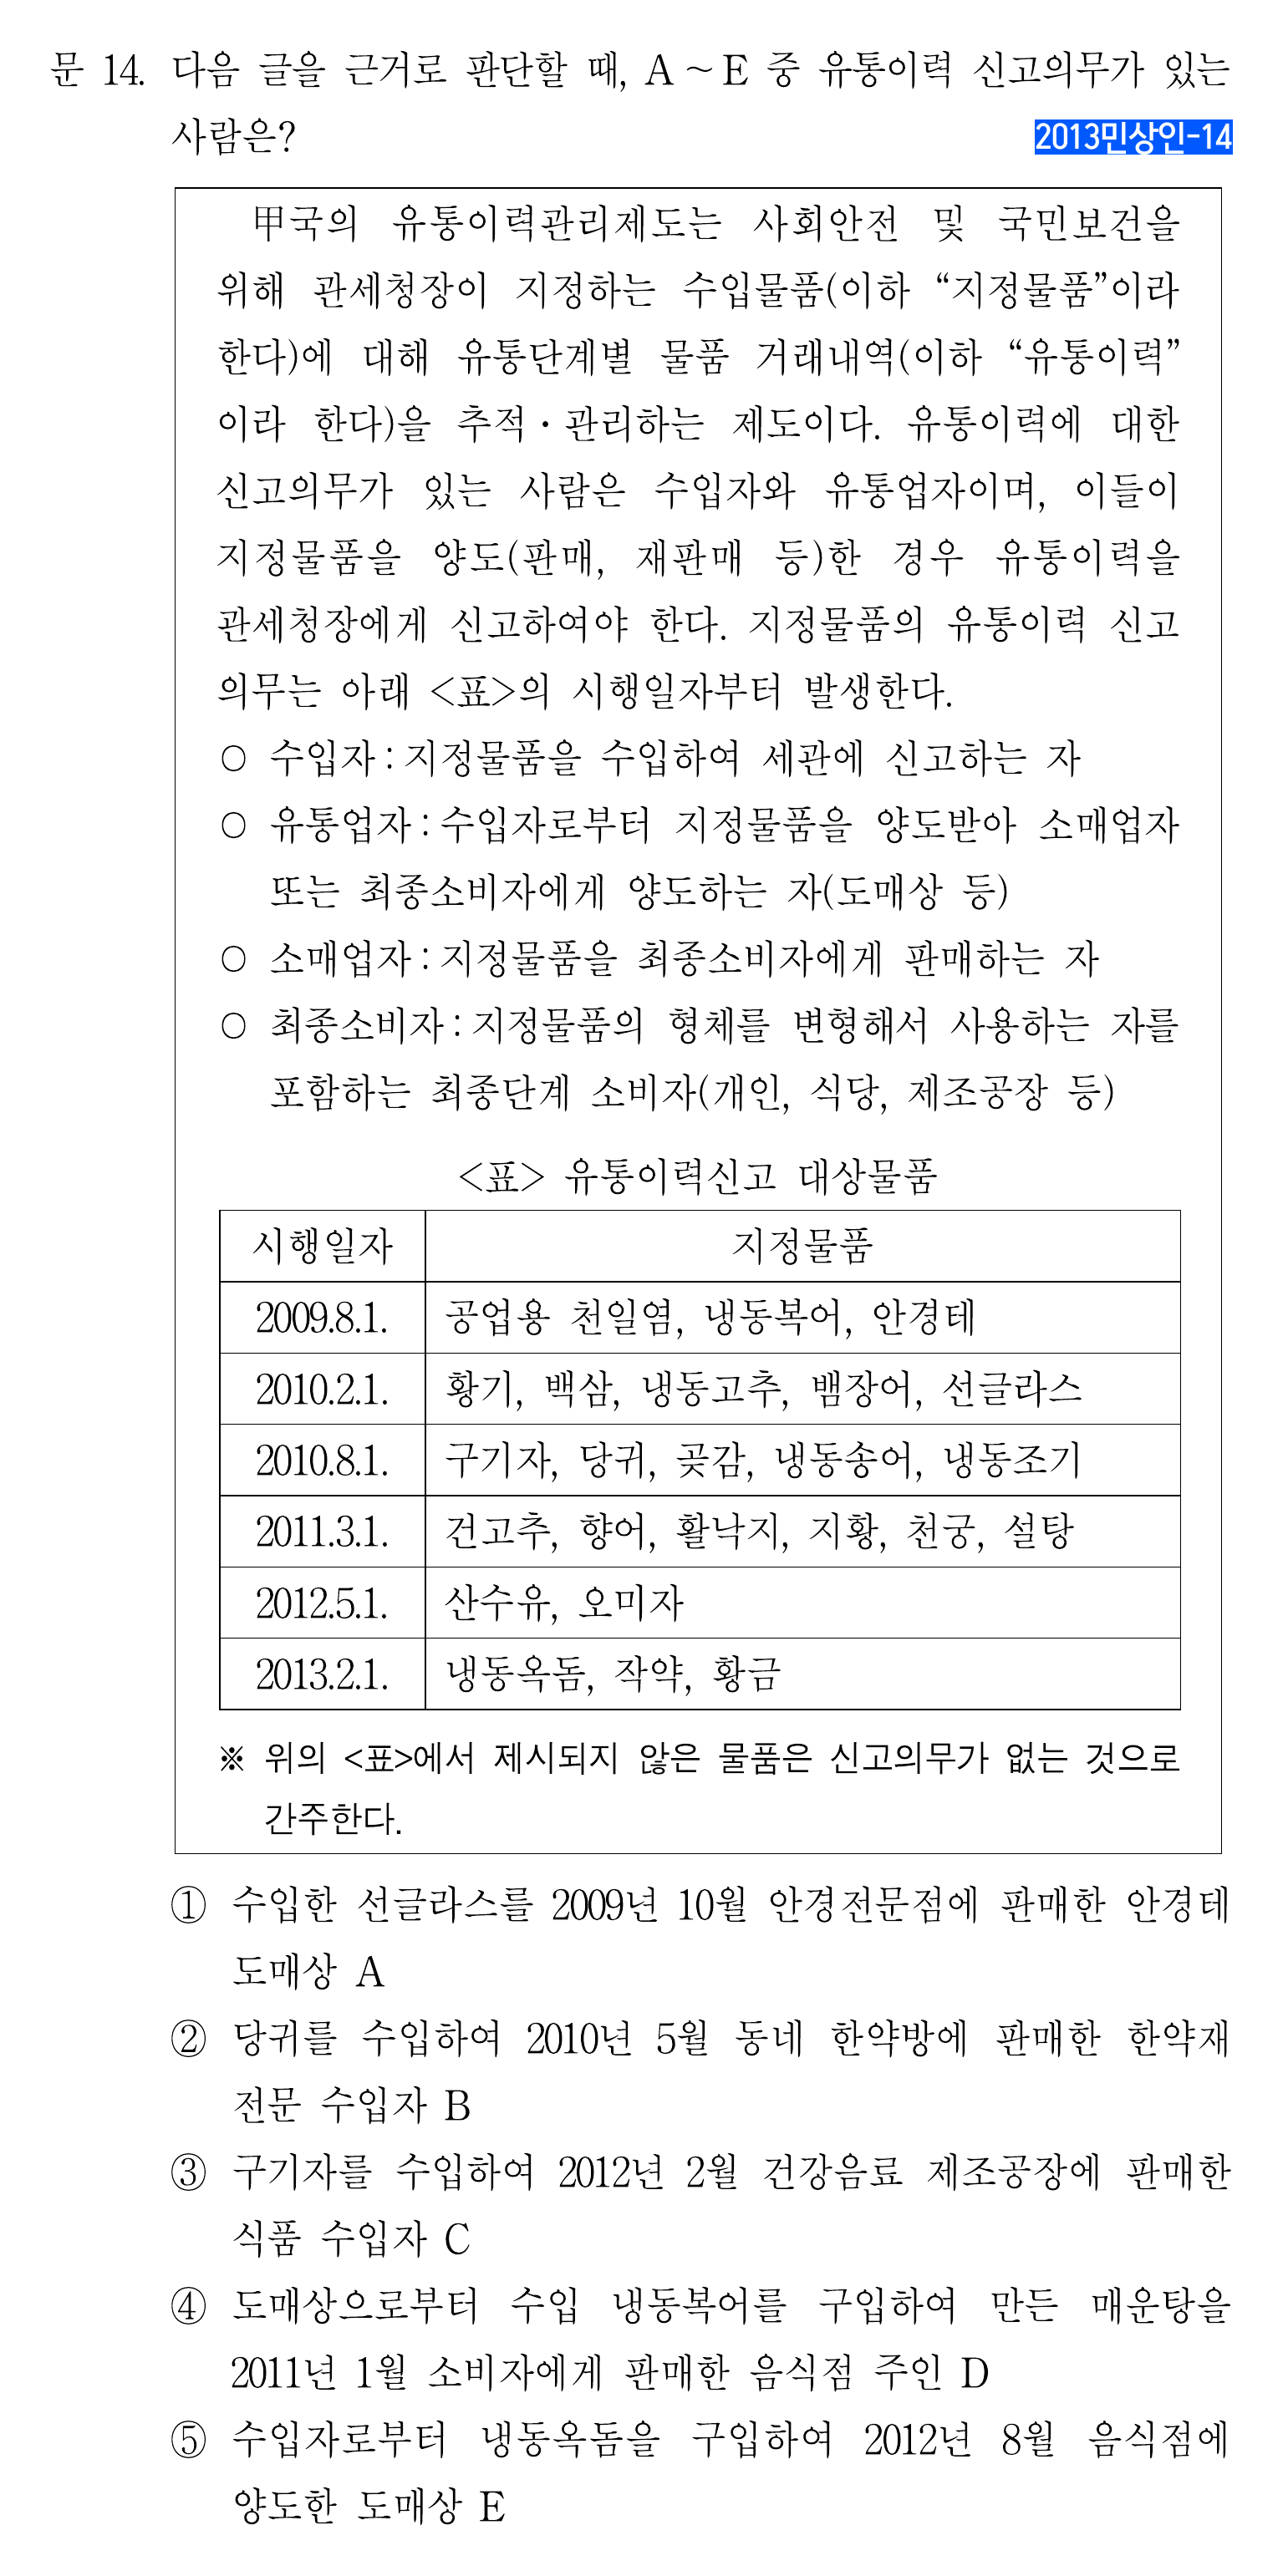 문 14. 다음 글을 근거로 판단할 때, A~E 중 유통이력 신고의무가 있는
사람은?
2013민상인-14
甲국의 유통이력관리제도는 사회안전 및 국민보건을
위해 관세청장이 지정하는 수입물품(이하 “지정물품”이라
한다)에 대해 유통단계별 물품 거래내역(이하 “유통이력”
이라 한다)을 추적·관리하는 제도이다. 유통이력에 대한
신고의무가 있는 사람은 수입자와 유통업자이며, 이들이
지정물품을 양도(판매, 재판매 등)한 경우 유통이력을
관세청장에게 신고하여야 한다. 지정물품의 유통이력 신고
의무는 아래 <표>의 시행일자부터 발생한다.
○ 수입자:지정물품을 수입하여 세관에 신고하는 자
○ 유통업자:수입자로부터 지정물품을 양도받아 소매업자
또는 최종소비자에게 양도하는 자(도매상 등)
○ 소매업자:지정물품을 최종소비자에게 판매하는 자
○ 최종소비자:지정물품의 형체를 변형해서 사용하는 자를
포함하는 최종단계 소비자(개인, 식당, 제조공장 등)
<표> 유통이력신고 대상물품
시행일자 지정물품
2009.8.1. 공업용 천일염, 냉동복어, 안경테
2010.2.1. 황기, 백삼, 냉동고추, 뱀장어, 선글라스
2010.8.1. 구기자, 당귀, 곶감, 냉동송어, 냉동조기
2011.3.1. 건고추, 향어, 활낙지, 지황, 천궁, 설탕
2012.5.1. 산수유, 오미자
2013.2.1. 냉동옥돔, 작약, 황금
※ 위의 <표>에서 제시되지 않은 물품은 신고의무가 없는 것으로
간주한다.
① 수입한 선글라스를 2009년 10월 안경전문점에 판매한 안경테
도매상 A
② 당귀를 수입하여 2010년 5월 동네 한약방에 판매한 한약재
전문 수입자 B
③ 구기자를 수입하여 2012년 2월 건강음료 제조공장에 판매한
식품 수입자 C
④ 도매상으로부터 수입 냉동복어를 구입하여 만든 매운탕을
2011년 1월 소비자에게 판매한 음식점 주인 D
⑤ 수입자로부터 냉동옥돔을 구입하여 2012년 8월 음식점에
양도한 도매상 E